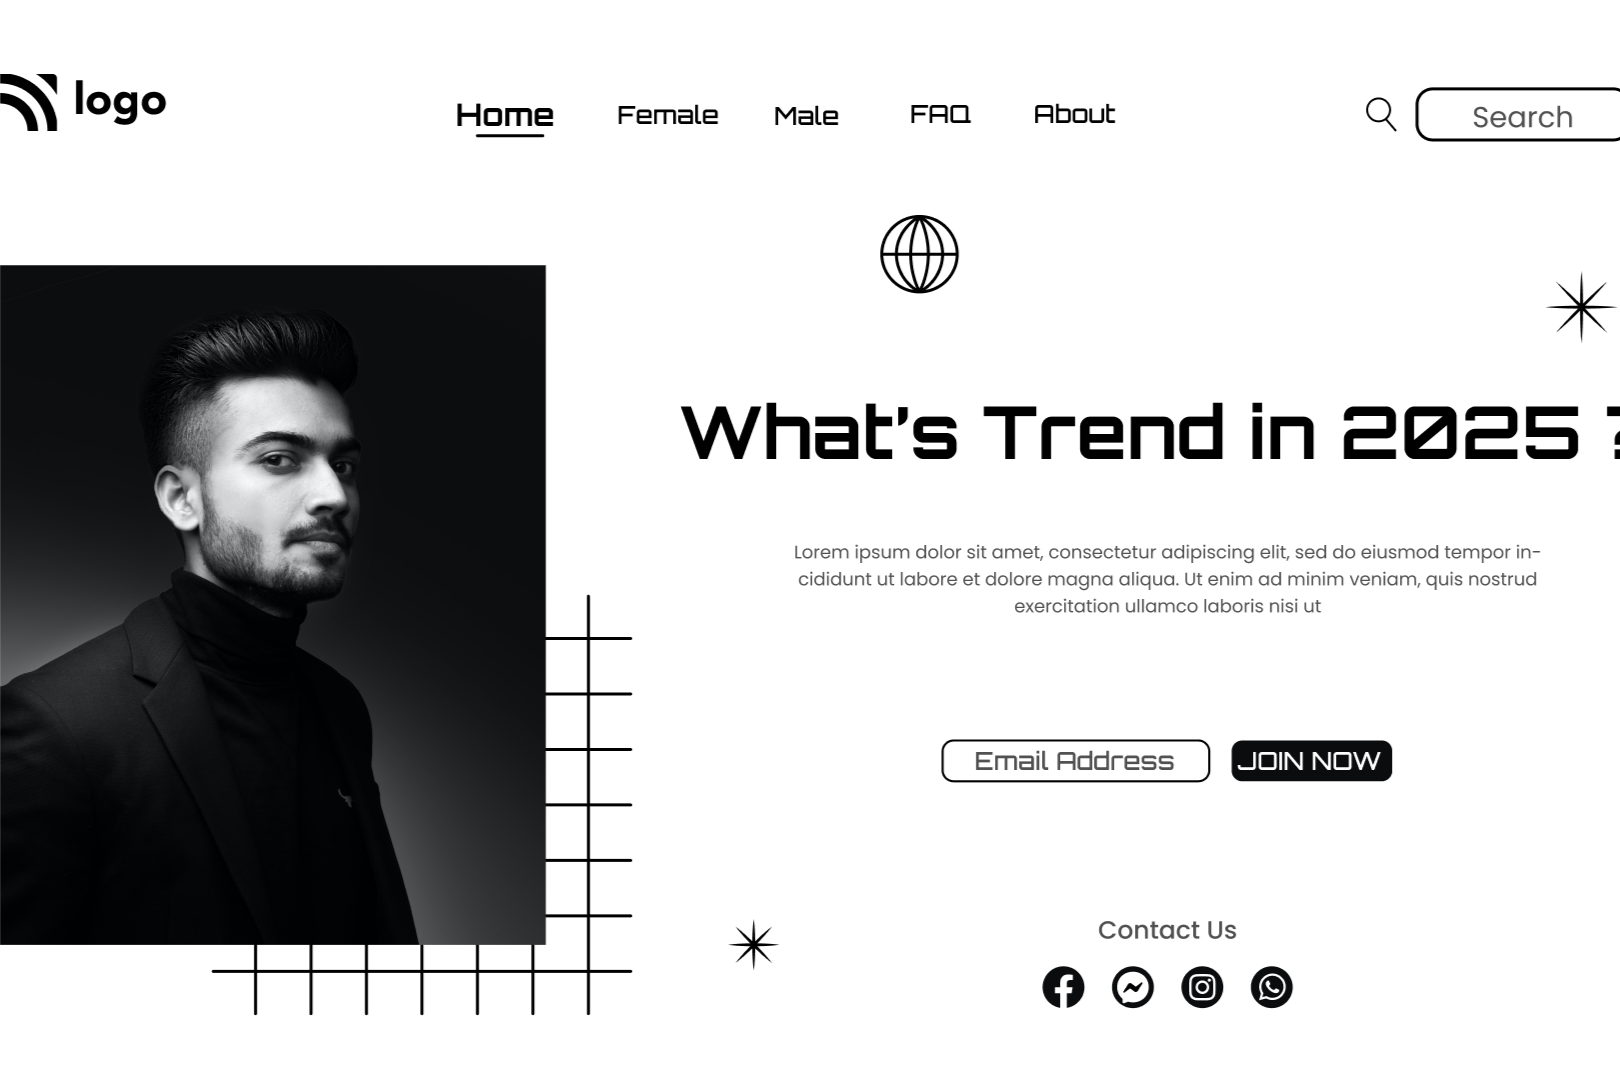 logo
Home Female Male FAQ About
Search
What's Trend in 2025 ?
Lorem ipsum dolor sit amet, consectetur adipiscing elit, sed do eiusmod tempor in-
cididunt ut labore et dolore magna aliqua. Ut enim ad minim veniam, quis nostrud
exercitation ullamco laboris nisi ut
Email Address JOIN NOW
Contact Us